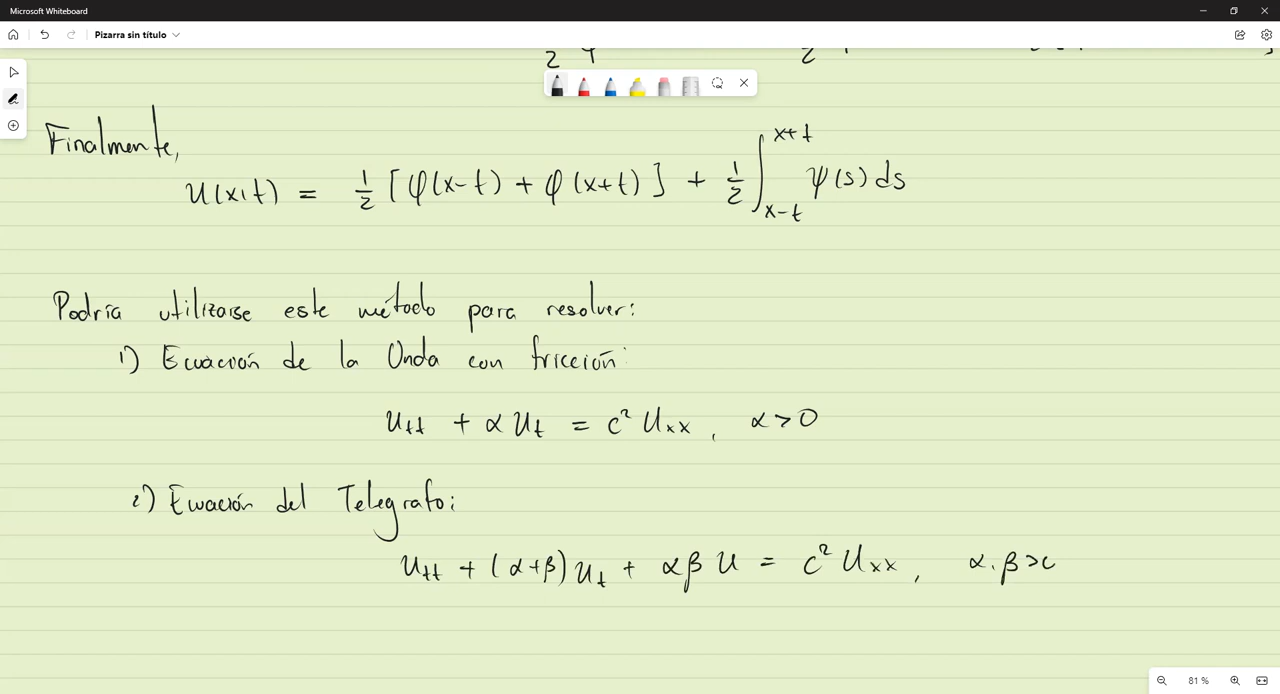 Microsoft Whiteboard
Pizarra sin título
Finalmente,
u(x,t) = 1/2 [φ(x-t) + φ(x+t)] + 1/2 ∫_{x-t}^{x+t} ψ(s) ds
Podría utilizarse este método para resolver:
1) Ecuación de la Onda con fricción:
u_tt + α u_t = c² u_xx, α > 0
2) Ecuación del Telegrafo:
u_tt + (α+β) u_t + αβ u = c² u_xx, α, β >
81 %